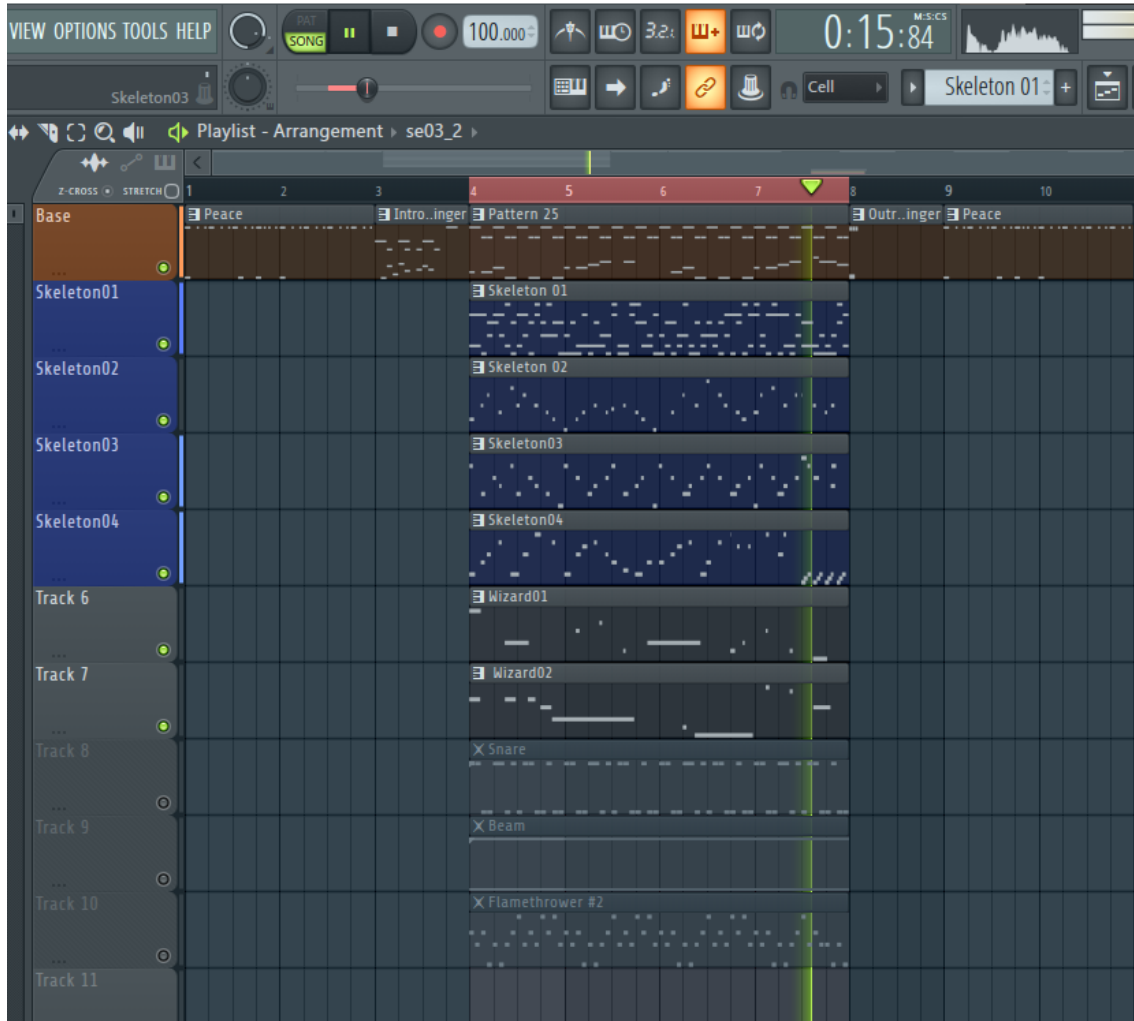 VIEW OPTIONS TOOLS HELP
PAT
SONG
100.000
3.2.
M:S:CS
0:15:84
Skeleton03
Cell
Skeleton 01
+
Playlist - Arrangement ▸ se03_2 ▸
Z-CROSS STRETCH
1 2 3 4 5 6 7 8 9 10
Base
Peace
Intro..inger
Pattern 25
Outr..inger
Peace
Skeleton01
Skeleton 01
Skeleton02
Skeleton 02
Skeleton03
Skeleton03
Skeleton04
Skeleton04
Track 6
Wizard01
Track 7
Wizard02
Track 8
Snare
Track 9
Beam
Track 10
Flamethrower #2
Track 11